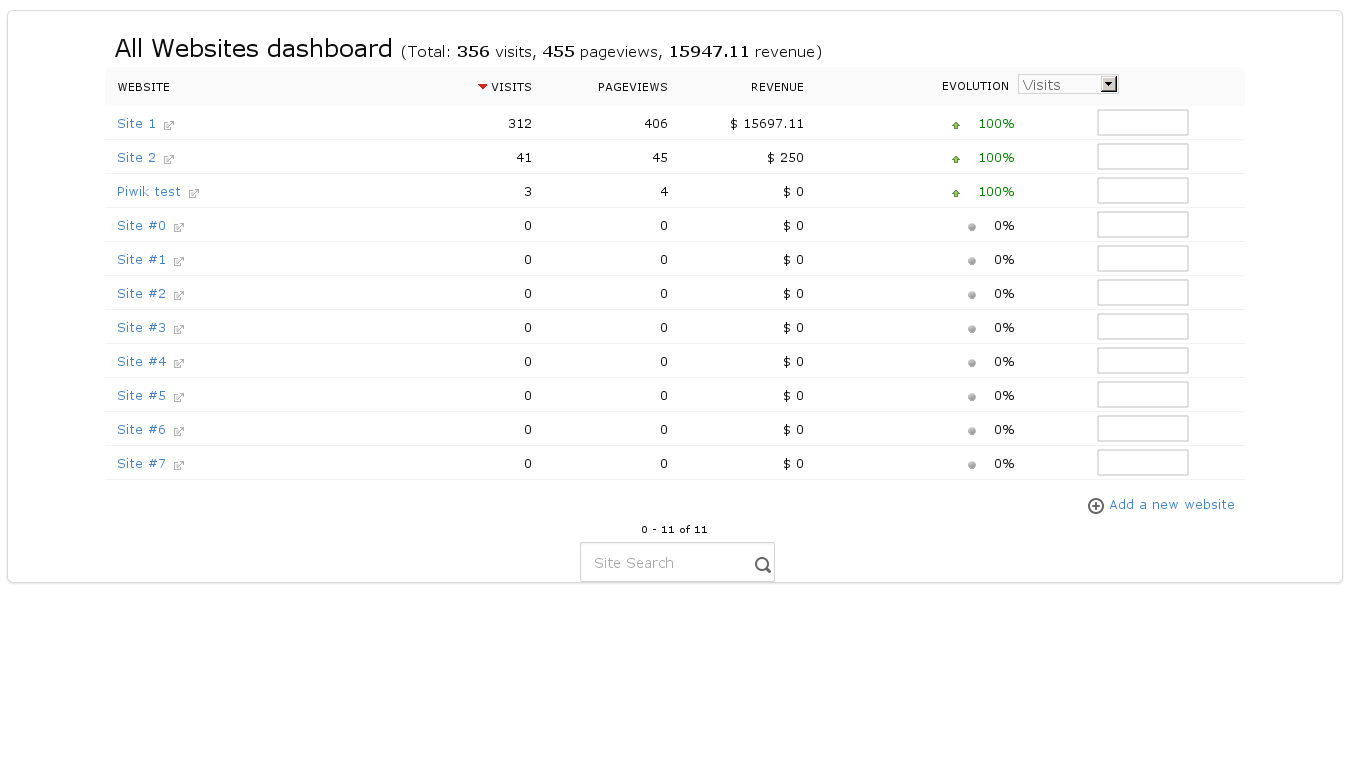 All Websites dashboard (Total: 356 visits, 455 pageviews, 15947.11 revenue)
WEBSITE VISITS PAGEVIEWS REVENUE EVOLUTION Visits
Site 1 312 406 $ 15697.11 100%
Site 2 41 45 $ 250 100%
Piwik test 3 4 $ 0 100%
Site #0 0 0 $ 0 0%
Site #1 0 0 $ 0 0%
Site #2 0 0 $ 0 0%
Site #3 0 0 $ 0 0%
Site #4 0 0 $ 0 0%
Site #5 0 0 $ 0 0%
Site #6 0 0 $ 0 0%
Site #7 0 0 $ 0 0%
Add a new website
0 - 11 of 11
Site Search